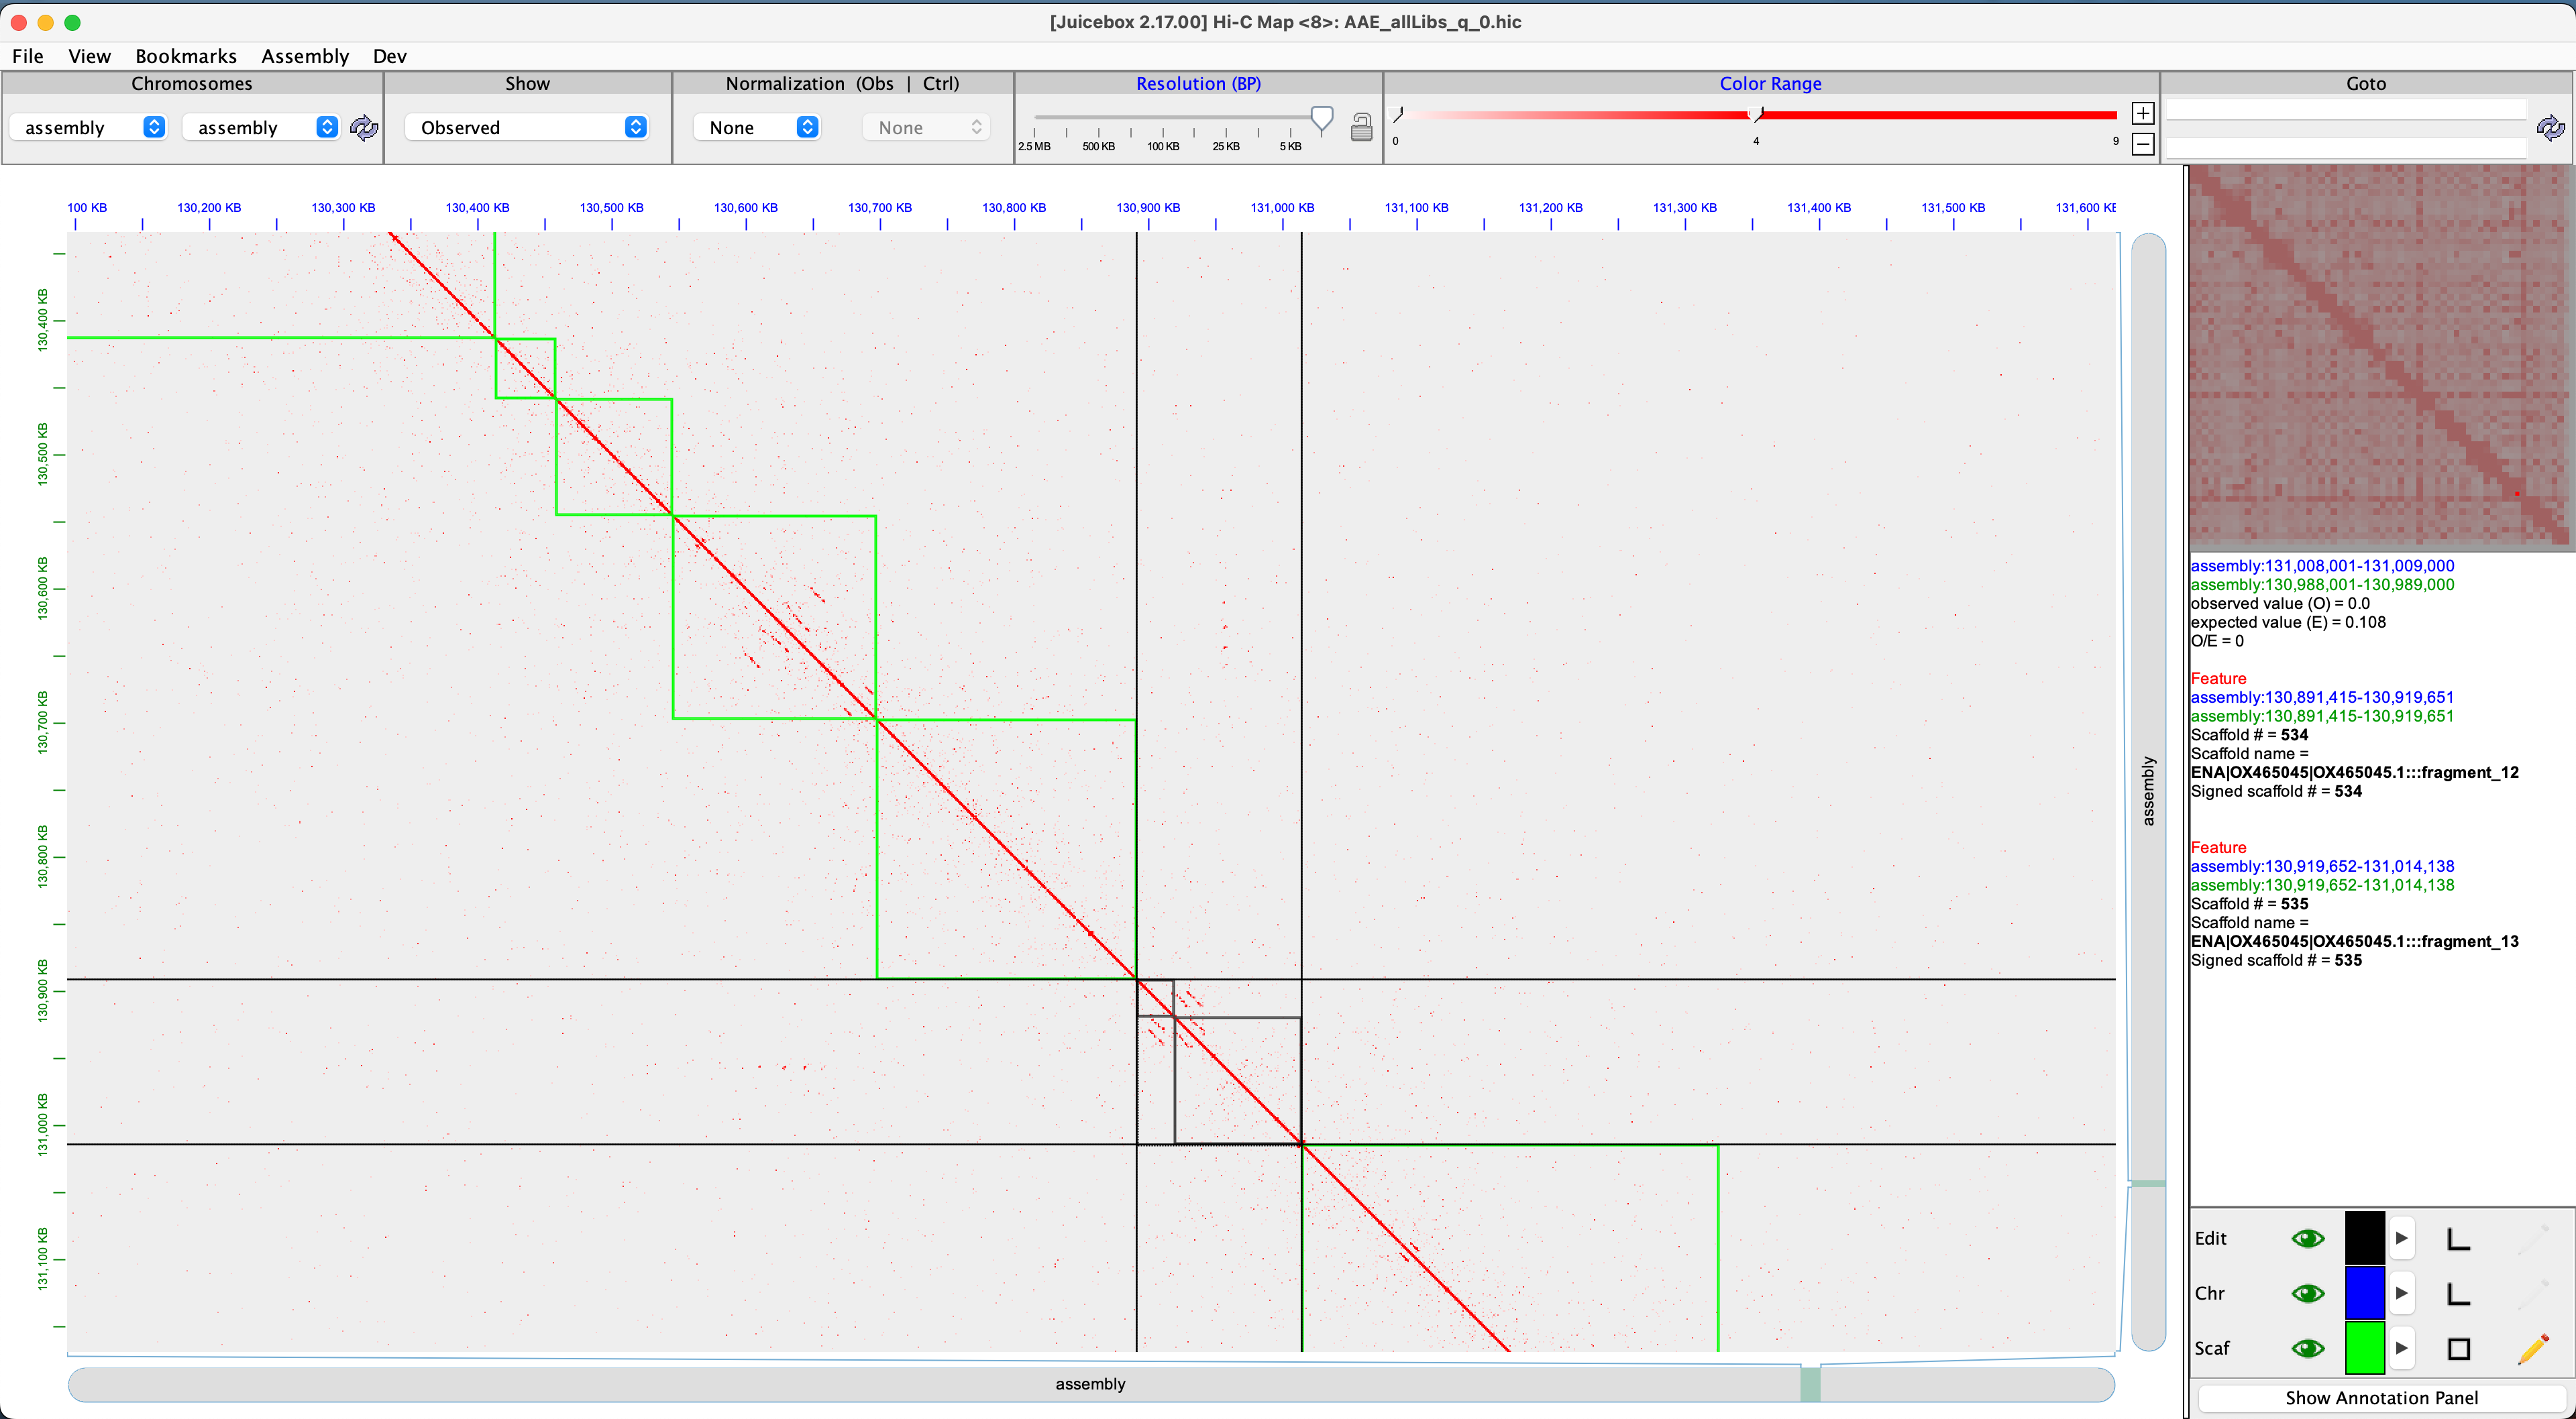 [Juicebox 2.17.00] Hi-C Map <8>: AAE_allLibs_q_0.hic
File View Bookmarks Assembly Dev
Chromosomes
assembly assembly
Show
Observed
Normalization (Obs | Ctrl)
None None
Resolution (BP)
2.5 MB 500 KB 100 KB 25 KB 5 KB
Color Range
0 4 9
+
−
Goto
100 KB 130,200 KB 130,300 KB 130,400 KB 130,500 KB 130,600 KB 130,700 KB 130,800 KB 130,900 KB 131,000 KB 131,100 KB 131,200 KB 131,300 KB 131,400 KB 131,500 KB 131,600 KB
130,400 KB
130,500 KB
130,600 KB
130,700 KB
130,800 KB
130,900 KB
131,000 KB
131,100 KB
assembly
assembly
assembly:131,008,001-131,009,000
assembly:130,988,001-130,989,000
observed value (O) = 0.0
expected value (E) = 0.108
O/E = 0
Feature
assembly:130,891,415-130,919,651
assembly:130,891,415-130,919,651
Scaffold # = 534
Scaffold name =
ENA|OX465045|OX465045.1:::fragment_12
Signed scaffold # = 534
Feature
assembly:130,919,652-131,014,138
assembly:130,919,652-131,014,138
Scaffold # = 535
Scaffold name =
ENA|OX465045|OX465045.1:::fragment_13
Signed scaffold # = 535
Edit
Chr
Scaf
Show Annotation Panel